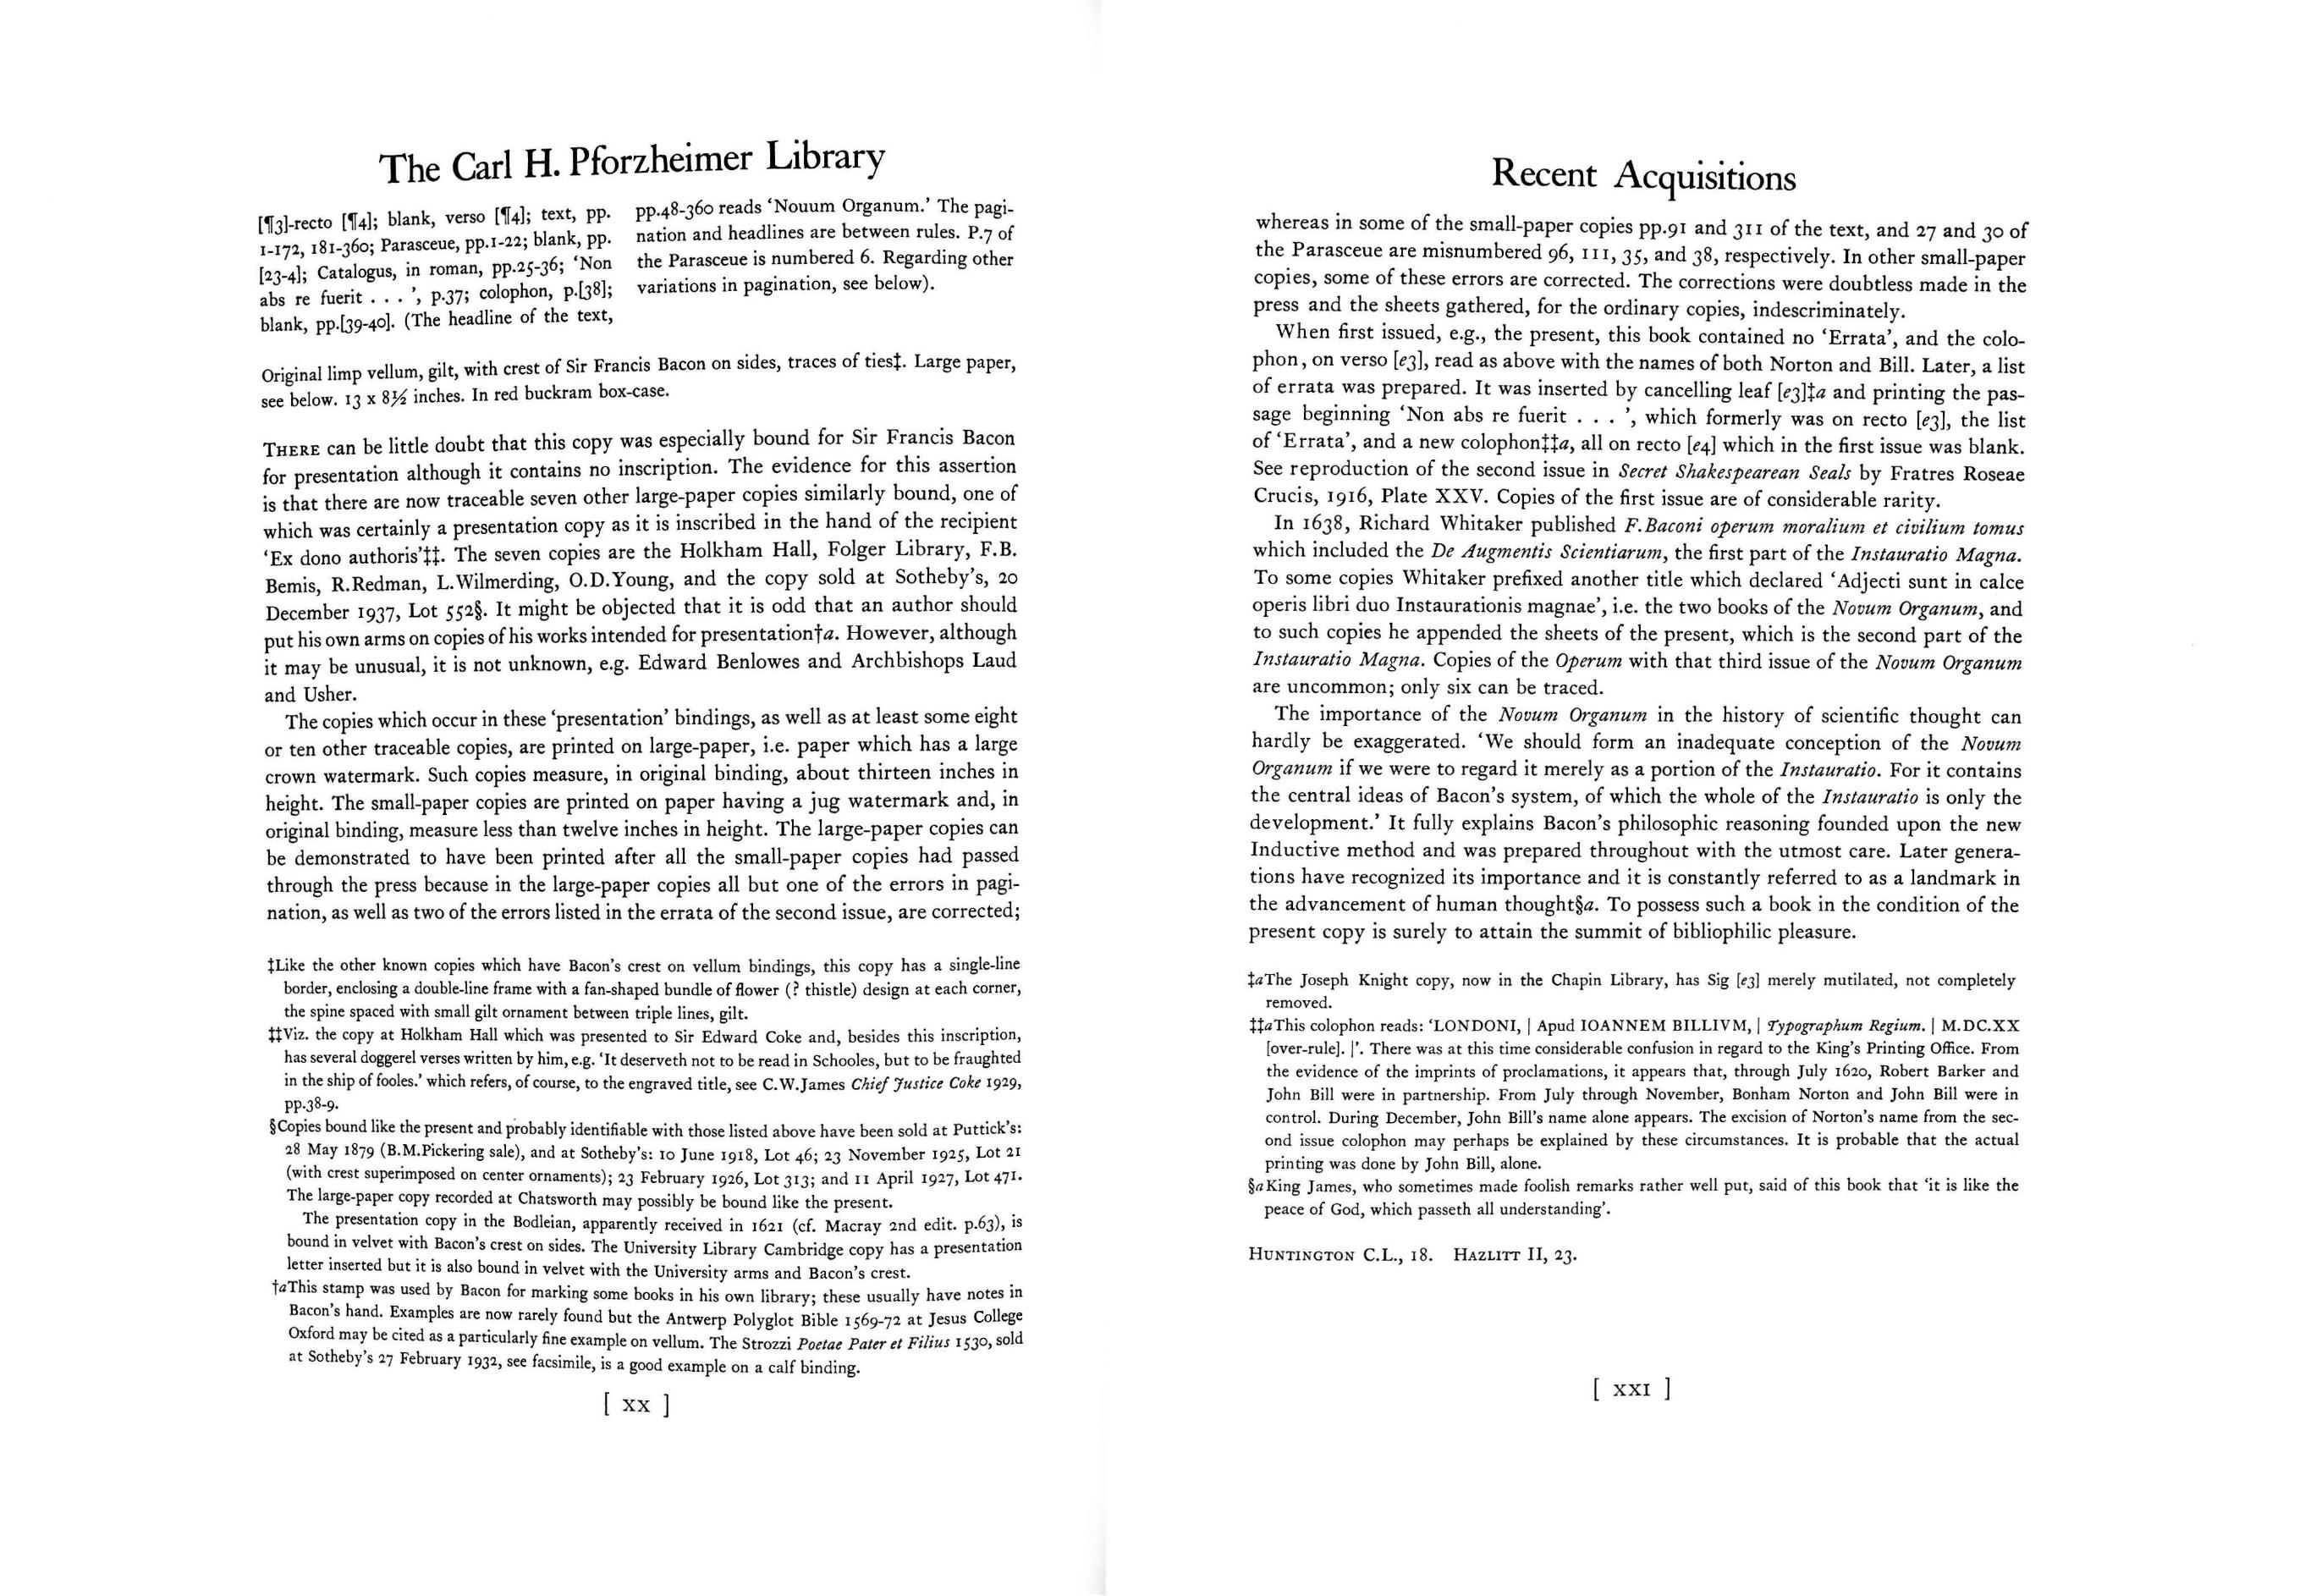 The Carl H. Pforzheimer Library
[¶3]-recto [¶4]; blank, verso [¶4]; text, pp.
1-172, 181-360; Parasceue, pp.1-22; blank, pp.
[23-4]; Catalogus, in roman, pp.25-36; ‘Non
abs re fuerit . . . ’, p.37; colophon, p.[38];
blank, pp.[39-40]. (The headline of the text,
pp.48-360 reads ‘Nouum Organum.’ The pagi-
nation and headlines are between rules. P.7 of
the Parasceue is numbered 6. Regarding other
variations in pagination, see below).
Original limp vellum, gilt, with crest of Sir Francis Bacon on sides, traces of ties‡. Large paper,
see below. 13 x 8½ inches. In red buckram box-case.
THERE can be little doubt that this copy was especially bound for Sir Francis Bacon
for presentation although it contains no inscription. The evidence for this assertion
is that there are now traceable seven other large-paper copies similarly bound, one of
which was certainly a presentation copy as it is inscribed in the hand of the recipient
‘Ex dono authoris’‡‡. The seven copies are the Holkham Hall, Folger Library, F.B.
Bemis, R.Redman, L.Wilmerding, O.D.Young, and the copy sold at Sotheby’s, 20
December 1937, Lot 552§. It might be objected that it is odd that an author should
put his own arms on copies of his works intended for presentation†a. However, although
it may be unusual, it is not unknown, e.g. Edward Benlowes and Archbishops Laud
and Usher.
The copies which occur in these ‘presentation’ bindings, as well as at least some eight
or ten other traceable copies, are printed on large-paper, i.e. paper which has a large
crown watermark. Such copies measure, in original binding, about thirteen inches in
height. The small-paper copies are printed on paper having a jug watermark and, in
original binding, measure less than twelve inches in height. The large-paper copies can
be demonstrated to have been printed after all the small-paper copies had passed
through the press because in the large-paper copies all but one of the errors in pagi-
nation, as well as two of the errors listed in the errata of the second issue, are corrected;
‡Like the other known copies which have Bacon’s crest on vellum bindings, this copy has a single-line
border, enclosing a double-line frame with a fan-shaped bundle of flower (? thistle) design at each corner,
the spine spaced with small gilt ornament between triple lines, gilt.
‡‡Viz. the copy at Holkham Hall which was presented to Sir Edward Coke and, besides this inscription,
has several doggerel verses written by him, e.g. ‘It deserveth not to be read in Schooles, but to be fraughted
in the ship of fooles.’ which refers, of course, to the engraved title, see C.W.James Chief Justice Coke 1929,
pp.38-9.
§Copies bound like the present and probably identifiable with those listed above have been sold at Puttick’s:
28 May 1879 (B.M.Pickering sale), and at Sotheby’s: 10 June 1918, Lot 46; 23 November 1925, Lot 21
(with crest superimposed on center ornaments); 23 February 1926, Lot 313; and 11 April 1927, Lot 471.
The large-paper copy recorded at Chatsworth may possibly be bound like the present.
The presentation copy in the Bodleian, apparently received in 1621 (cf. Macray 2nd edit. p.63), is
bound in velvet with Bacon’s crest on sides. The University Library Cambridge copy has a presentation
letter inserted but it is also bound in velvet with the University arms and Bacon’s crest.
†aThis stamp was used by Bacon for marking some books in his own library; these usually have notes in
Bacon’s hand. Examples are now rarely found but the Antwerp Polyglot Bible 1569-72 at Jesus College
Oxford may be cited as a particularly fine example on vellum. The Strozzi Poetae Pater et Filius 1530, sold
at Sotheby’s 27 February 1932, see facsimile, is a good example on a calf binding.
[ XX ]
Recent Acquisitions
whereas in some of the small-paper copies pp.91 and 311 of the text, and 27 and 30 of
the Parasceue are misnumbered 96, 111, 35, and 38, respectively. In other small-paper
copies, some of these errors are corrected. The corrections were doubtless made in the
press and the sheets gathered, for the ordinary copies, indescriminately.
When first issued, e.g., the present, this book contained no ‘Errata’, and the colo-
phon, on verso [e3], read as above with the names of both Norton and Bill. Later, a list
of errata was prepared. It was inserted by cancelling leaf [e3]‡a and printing the pas-
sage beginning ‘Non abs re fuerit . . . ’, which formerly was on recto [e3], the list
of ‘Errata’, and a new colophon‡‡a, all on recto [e4] which in the first issue was blank.
See reproduction of the second issue in Secret Shakespearean Seals by Fratres Roseae
Crucis, 1916, Plate XXV. Copies of the first issue are of considerable rarity.
In 1638, Richard Whitaker published F.Baconi operum moralium et civilium tomus
which included the De Augmentis Scientiarum, the first part of the Instauratio Magna.
To some copies Whitaker prefixed another title which declared ‘Adjecti sunt in calce
operis libri duo Instaurationis magnae’, i.e. the two books of the Novum Organum, and
to such copies he appended the sheets of the present, which is the second part of the
Instauratio Magna. Copies of the Operum with that third issue of the Novum Organum
are uncommon; only six can be traced.
The importance of the Novum Organum in the history of scientific thought can
hardly be exaggerated. ‘We should form an inadequate conception of the Novum
Organum if we were to regard it merely as a portion of the Instauratio. For it contains
the central ideas of Bacon’s system, of which the whole of the Instauratio is only the
development.’ It fully explains Bacon’s philosophic reasoning founded upon the new
Inductive method and was prepared throughout with the utmost care. Later genera-
tions have recognized its importance and it is constantly referred to as a landmark in
the advancement of human thought§a. To possess such a book in the condition of the
present copy is surely to attain the summit of bibliophilic pleasure.
‡aThe Joseph Knight copy, now in the Chapin Library, has Sig [e3] merely mutilated, not completely
removed.
‡‡aThis colophon reads: ‘LONDONI, | Apud IOANNEM BILLIVM, | Typographum Regium. | M.DC.XX
[over-rule]. |’. There was at this time considerable confusion in regard to the King’s Printing Office. From
the evidence of the imprints of proclamations, it appears that, through July 1620, Robert Barker and
John Bill were in partnership. From July through November, Bonham Norton and John Bill were in
control. During December, John Bill’s name alone appears. The excision of Norton’s name from the sec-
ond issue colophon may perhaps be explained by these circumstances. It is probable that the actual
printing was done by John Bill, alone.
§aKing James, who sometimes made foolish remarks rather well put, said of this book that ‘it is like the
peace of God, which passeth all understanding’.
HUNTINGTON C.L., 18. HAZLITT II, 23.
[ XXI ]